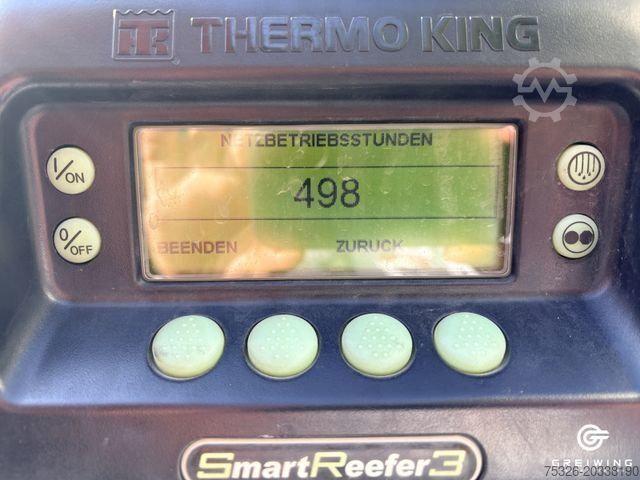 THERMO KING
NETZBETRIEBSSTUNDEN
I/ON
498
O/OFF
BEENDEN ZURUCK
SmartReefer3
GREIWING
75326-20338190